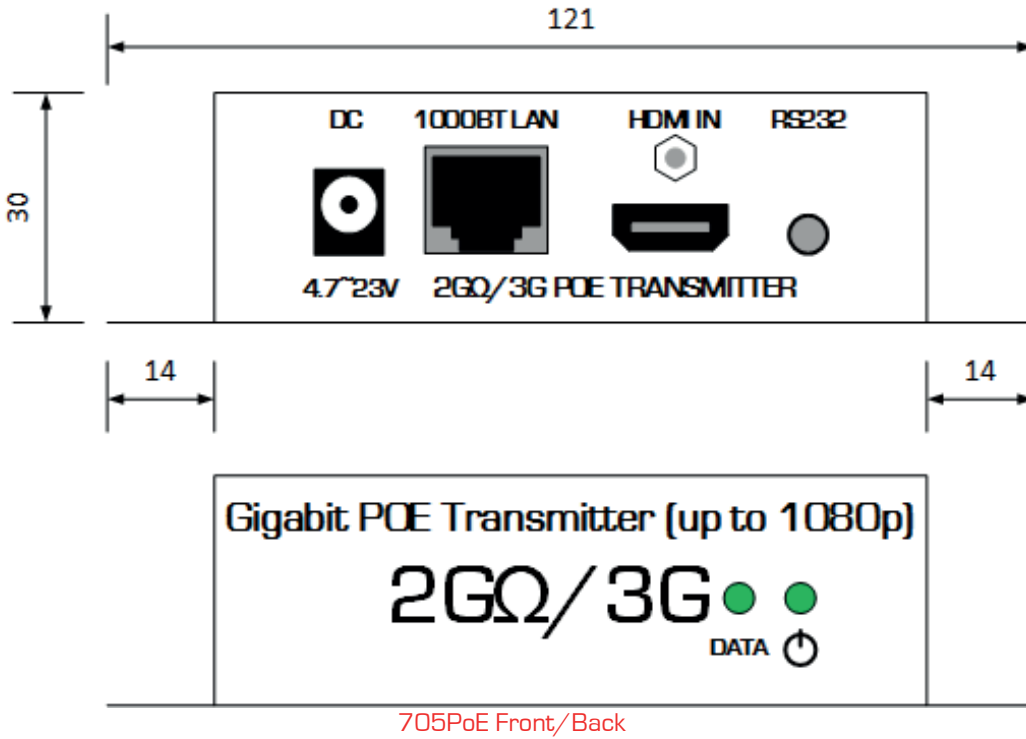 121
DC 1000BT LAN HDMI IN RS232
30
4.7~23V 2GΩ/3G POE TRANSMITTER
14 14
Gigabit POE Transmitter (up to 1080p)
2GΩ/3G
DATA
705PoE Front/Back